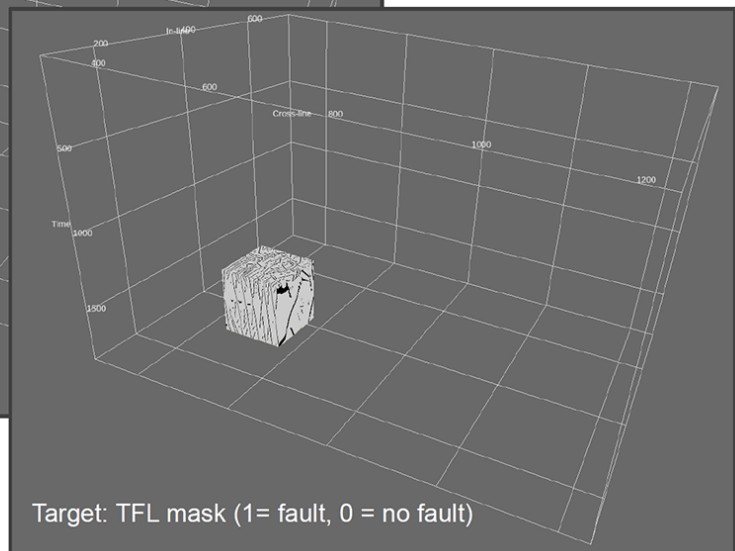 600
In-line
400
200
400
600
Cross-line
800
500
1000
1200
Time
1000
1500
Target: TFL mask (1= fault, 0 = no fault)